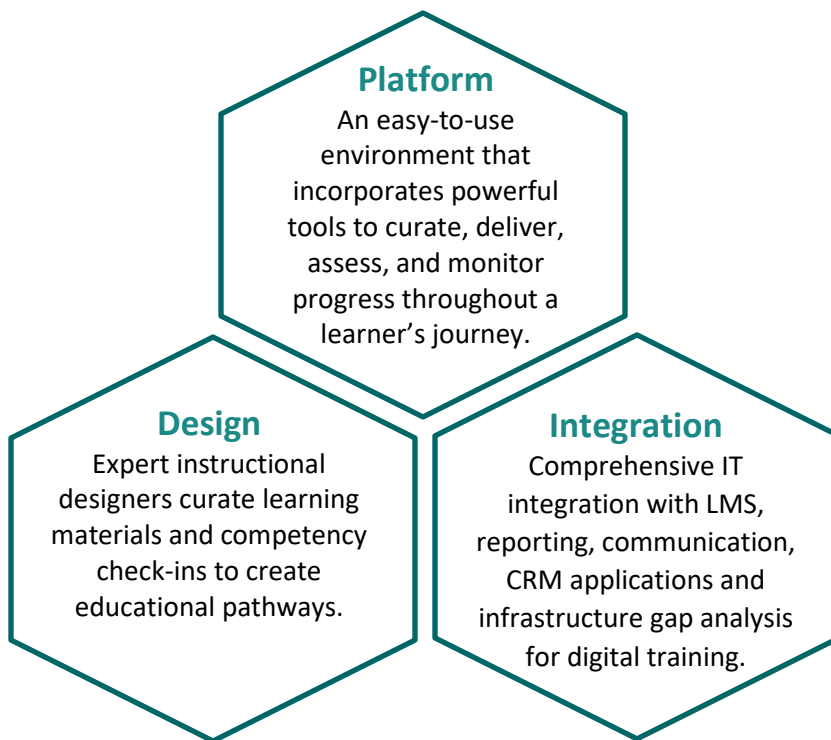 Platform
An easy-to-use
environment that
incorporates powerful
tools to curate, deliver,
assess, and monitor
progress throughout a
learner’s journey.
Design
Expert instructional
designers curate learning
materials and competency
check-ins to create
educational pathways.
Integration
Comprehensive IT
integration with LMS,
reporting, communication,
CRM applications and
infrastructure gap analysis
for digital training.